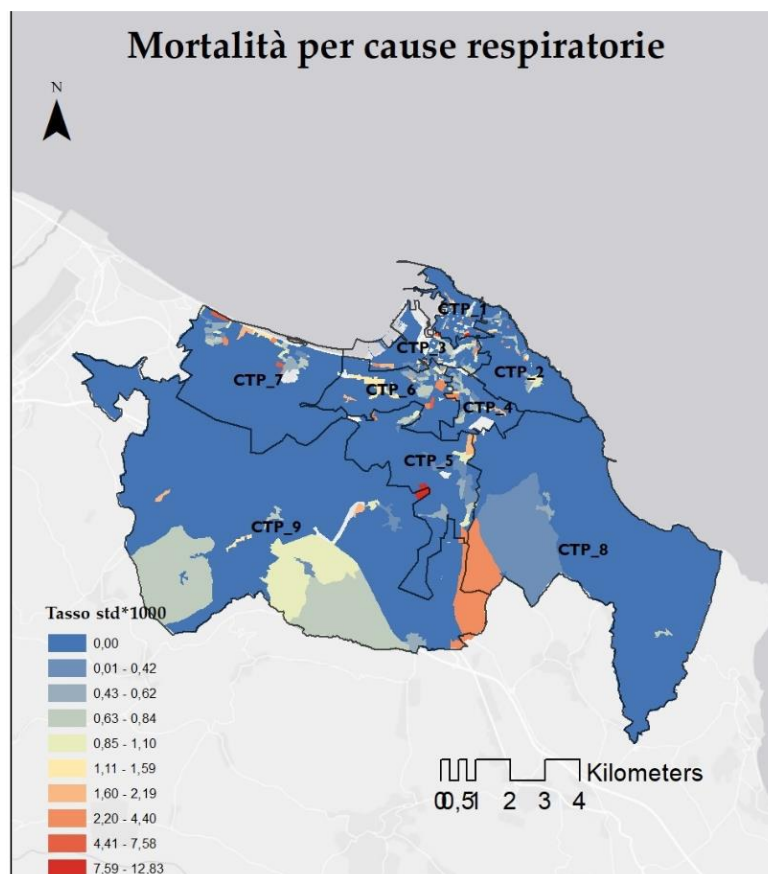 Mortalità per cause respiratorie
N
CTP_1
CTP_3
CTP_2
CTP_7
CTP_6
CTP_4
CTP_5
CTP_9
CTP_8
Tasso std*1000
0,00
0,01 - 0,42
0,43 - 0,62
0,63 - 0,84
0,85 - 1,10
1,11 - 1,59
1,60 - 2,19
2,20 - 4,40
4,41 - 7,58
7,59 - 12,83
Kilometers
0 0,5 1 2 3 4